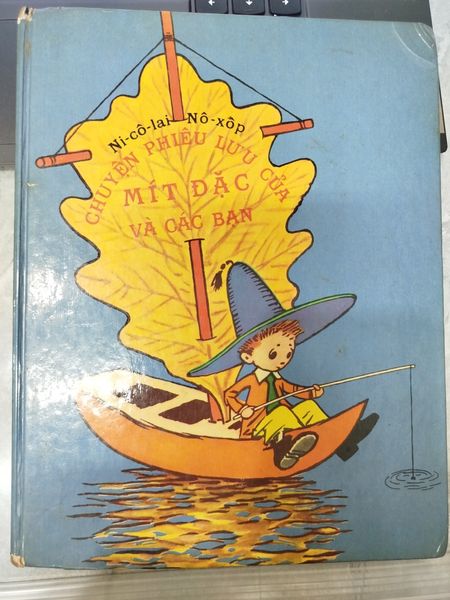 Ni-cô-lai Nô-xốp
CHUYỆN PHIÊU LƯU CỦA
MÍT ĐẶC
VÀ CÁC BẠN